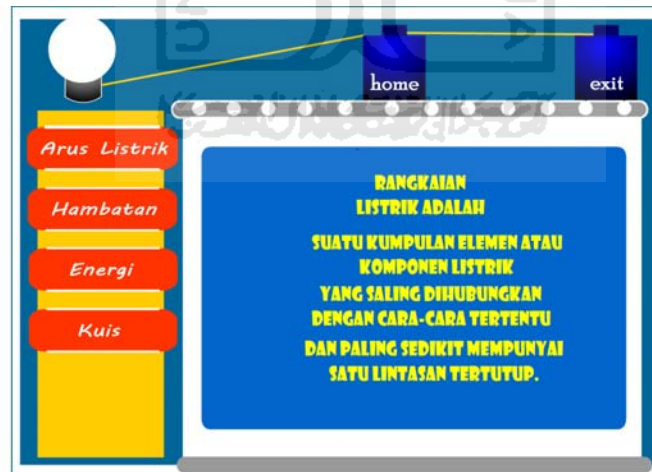 home
exit
Arus Listrik
Hambatan
Energi
Kuis
RANGKAIAN
LISTRIK ADALAH
SUATU KUMPULAN ELEMEN ATAU
KOMPONEN LISTRIK
YANG SALING DIHUBUNGKAN
DENGAN CARA-CARA TERTENTU
DAN PALING SEDIKIT MEMPUNYAI
SATU LINTASAN TERTUTUP.